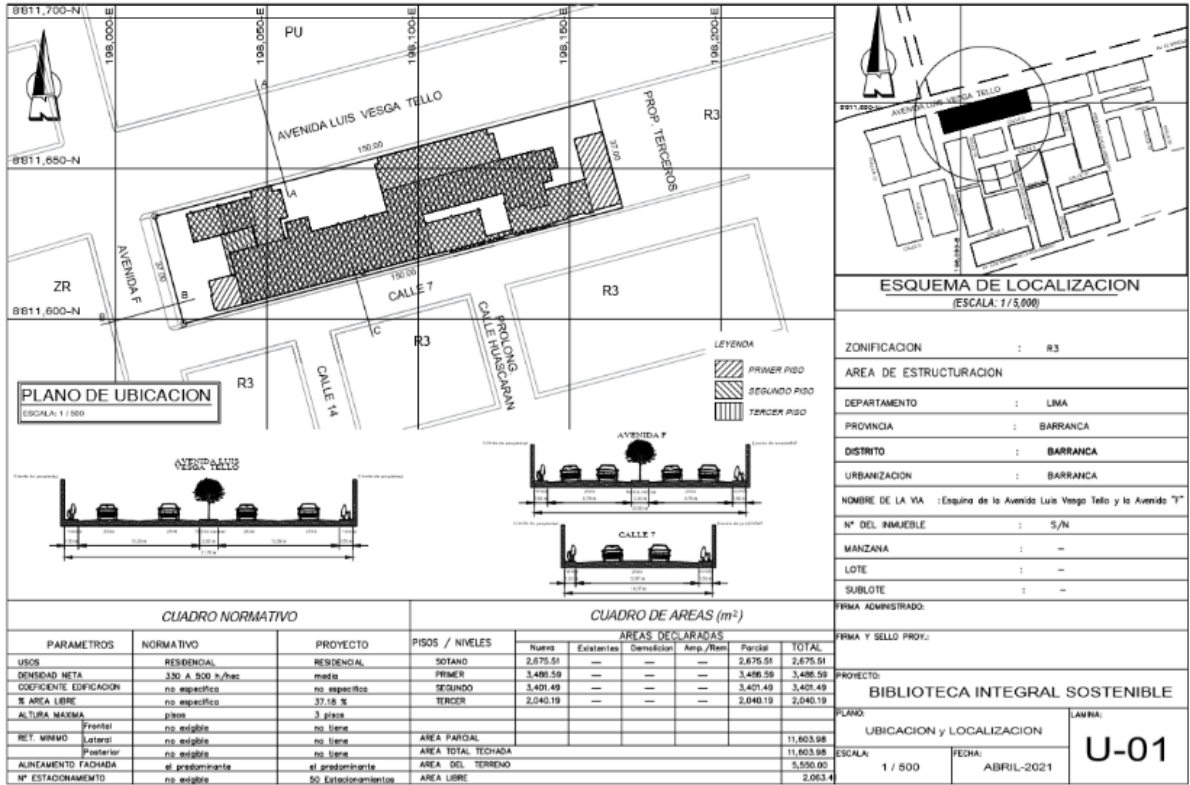 8'811,700-N
198,000-E
198,050-E
198,100-E
198,150-E
198,200-E
PU
N
A
AVENIDA LUIS VESGA TELLO
150.00
R3
PROP. TERCEROS
37.00
8'811,650-N
A
AVENIDA F
37.00
ZR
B
B
150.00
CALLE 7
R3
8'811,600-N
C
R3
PROLONG.
CALLE HUASCARAN
R3
CALLE 14
PLANO DE UBICACION
ESCALA: 1 / 500
LEYENDA
PRIMER PISO
SEGUNDO PISO
TERCER PISO
N
AVENIDA LUIS VESGA TELLO
ESQUEMA DE LOCALIZACION
(ESCALA: 1 / 5,000)
AVENIDA LUIS
VESGA TELLO
AVENIDA F
CALLE 7
ZONIFICACION : R3
AREA DE ESTRUCTURACION
DEPARTAMENTO : LIMA
PROVINCIA : BARRANCA
DISTRITO : BARRANCA
URBANIZACION : BARRANCA
NOMBRE DE LA VIA : Esquina de la Avenida Luis Vesga Tello y la Avenida "F"
N° DEL INMUEBLE : S/N
MANZANA : –
LOTE : –
SUBLOTE : –
FIRMA ADMINISTRADO:
FIRMA Y SELLO PROY.:
PROYECTO:
BIBLIOTECA INTEGRAL SOSTENIBLE
PLANO:
UBICACION y LOCALIZACION
LAMINA:
U-01
ESCALA:
1 / 500
FECHA:
ABRIL-2021
CUADRO NORMATIVO
PARAMETROS NORMATIVO PROYECTO
USOS RESIDENCIAL RESIDENCIAL
DENSIDAD NETA 330 A 500 h/hec media
COEFICIENTE EDIFICACION no especifica no especifica
% AREA LIBRE 37.18 %
ALTURA MAXIMA pisos 3 pisos
RET. MINIMO
Frontal no exigible no tiene
Lateral no exigible no tiene
Posterior no exigible no tiene
ALINEAMIENTO FACHADA el predominante el predominante
N° ESTACIONAMIEMTO no exigible 50 Estacionamientos
CUADRO DE AREAS (m²)
PISOS / NIVELES AREAS DECLARADAS
Nueva Existentes Demolicion Amp./Rem Parcial TOTAL
SOTANO 2,675.51 — — — 2,675.51 2,675.51
PRIMER 3,486.59 — — — 3,486.59 3,486.59
SEGUNDO 3,401.49 — — — 3,401.49 3,401.49
TERCER 2,040.19 — — — 2,040.19 2,040.19
AREA PARCIAL 11,603.98
AREA TOTAL TECHADA 11,603.98
AREA DEL TERRENO 5,550.00
AREA LIBRE 2,063.4